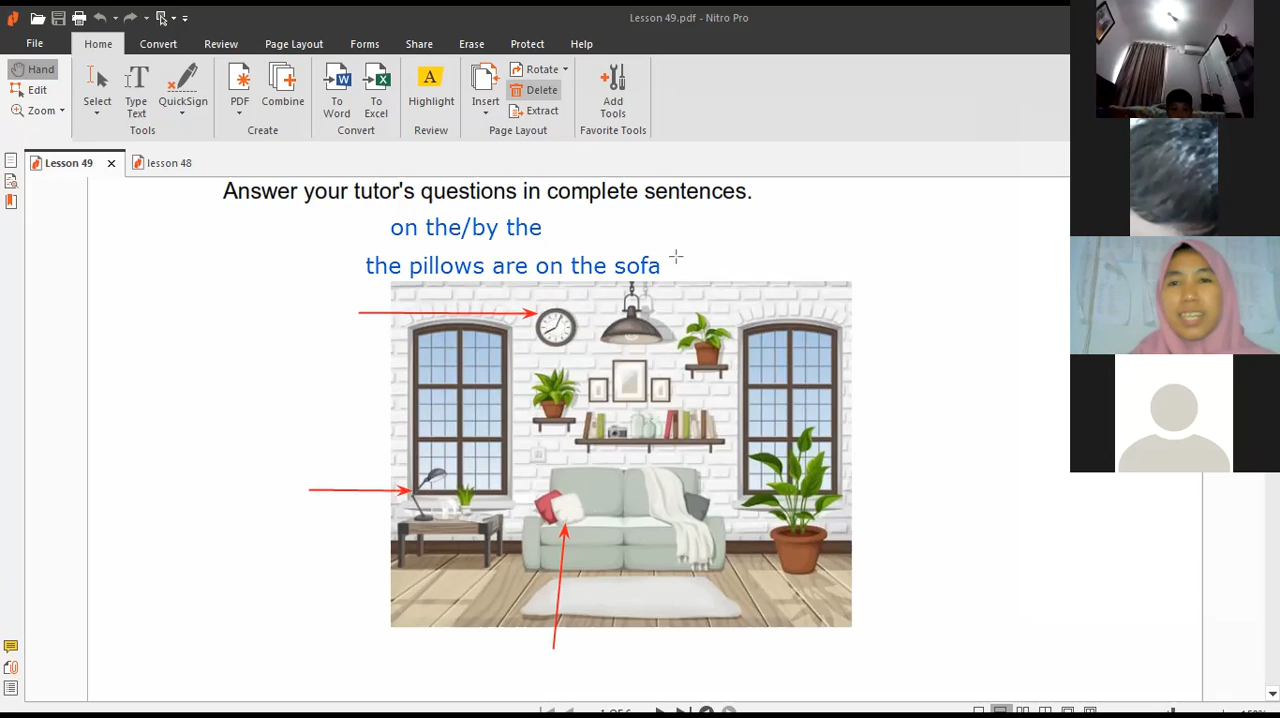 Lesson 49.pdf - Nitro Pro
File
Home
Convert
Review
Page Layout
Forms
Share
Erase
Protect
Help
Hand
Edit
Zoom
Select
Type Text
QuickSign
Tools
PDF
Combine
Create
To Word
To Excel
Convert
Highlight
Review
Insert
Rotate
Delete
Extract
Page Layout
Add Tools
Favorite Tools
Lesson 49
lesson 48
Answer your tutor's questions in complete sentences.
on the/by the
the pillows are on the sofa